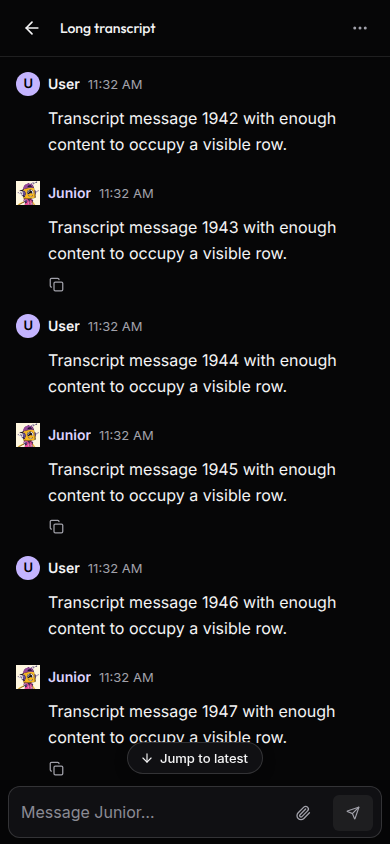 Long transcript
U User 11:32 AM
Transcript message 1942 with enough
content to occupy a visible row.
Junior 11:32 AM
Transcript message 1943 with enough
content to occupy a visible row.
U User 11:32 AM
Transcript message 1944 with enough
content to occupy a visible row.
Junior 11:32 AM
Transcript message 1945 with enough
content to occupy a visible row.
U User 11:32 AM
Transcript message 1946 with enough
content to occupy a visible row.
Junior 11:32 AM
Transcript message 1947 with enough
content to occupy a visible row.
Jump to latest
Message Junior...